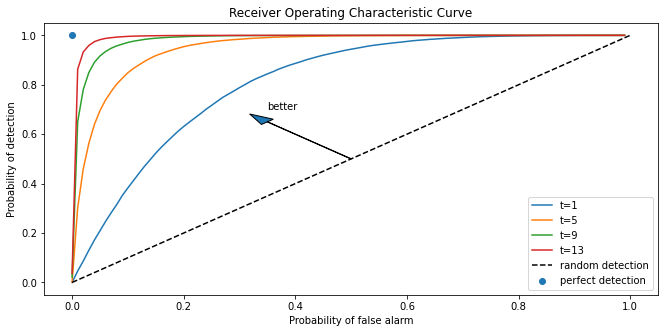 Receiver Operating Characteristic Curve
Probability of detection
1.0
0.8
0.6
0.4
0.2
0.0
better
t=1
t=5
t=9
t=13
random detection
perfect detection
0.0 0.2 0.4 0.6 0.8 1.0
Probability of false alarm